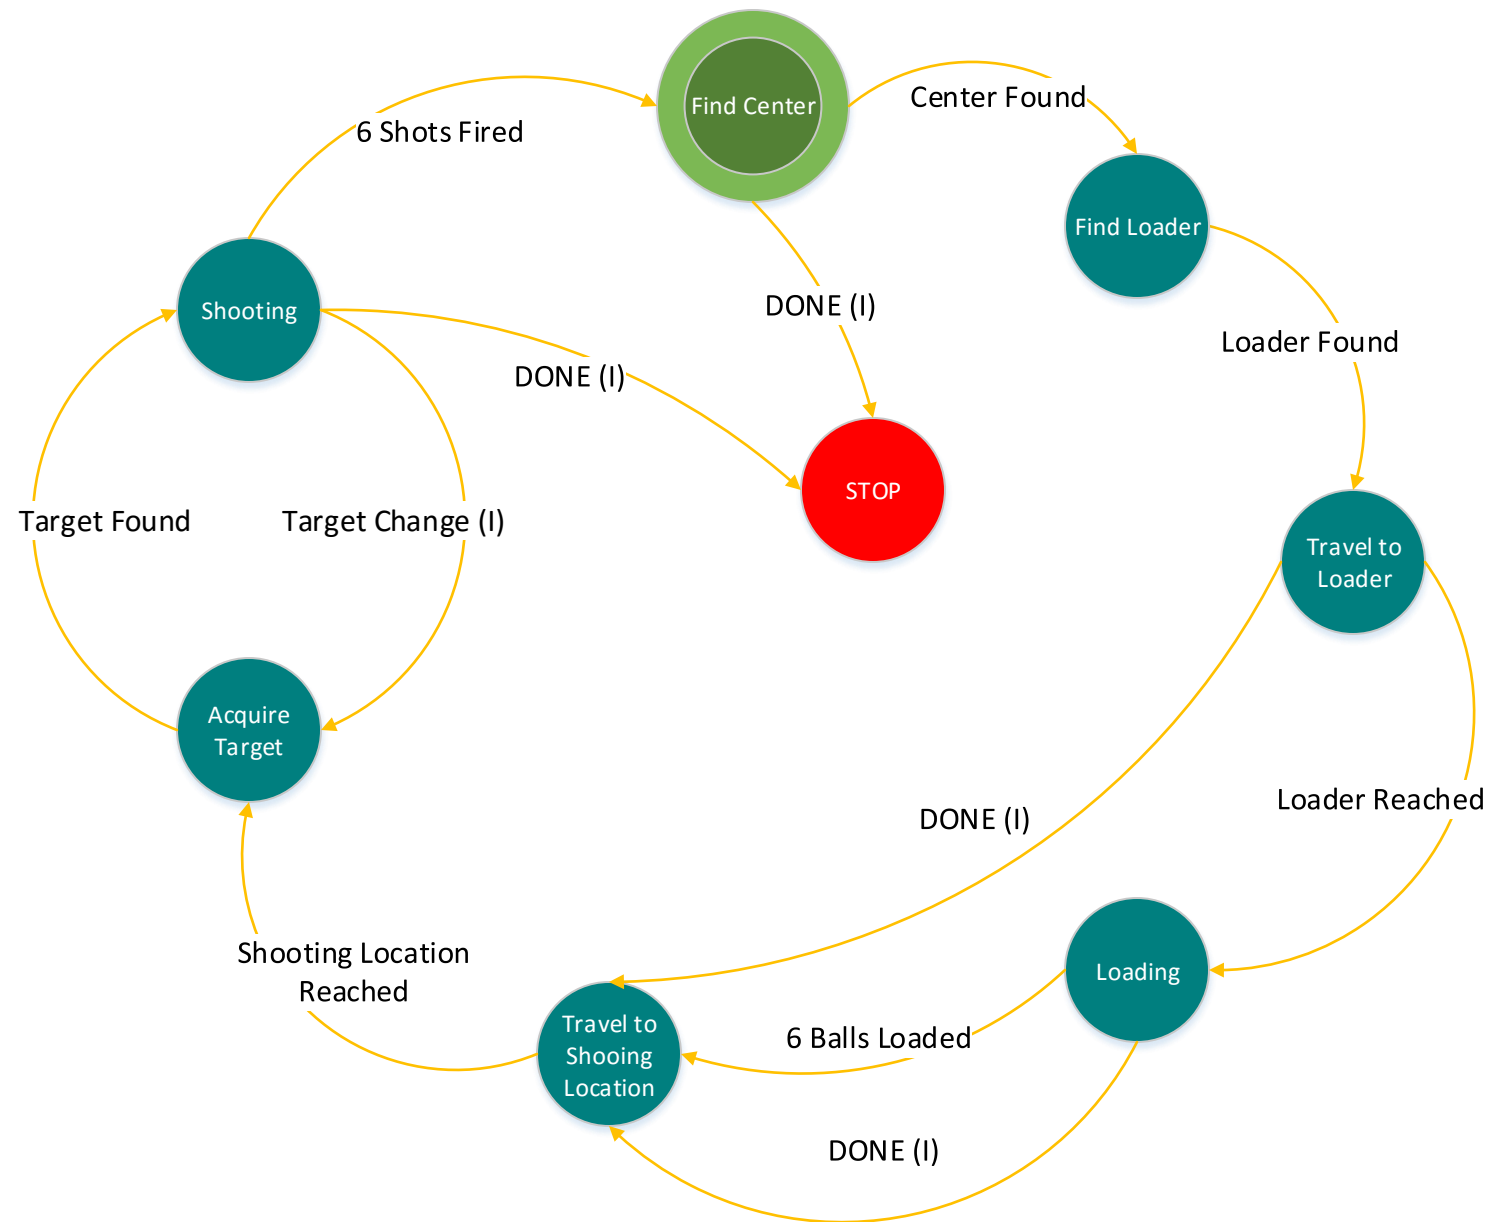 Find Center
Center Found
6 Shots Fired
Find Loader
DONE (I)
Shooting
Loader Found
DONE (I)
STOP
Target Found
Target Change (I)
Travel to
Loader
Acquire
Target
Loader Reached
DONE (I)
Shooting Location
Reached
Loading
Travel to
Shooing
Location
6 Balls Loaded
DONE (I)